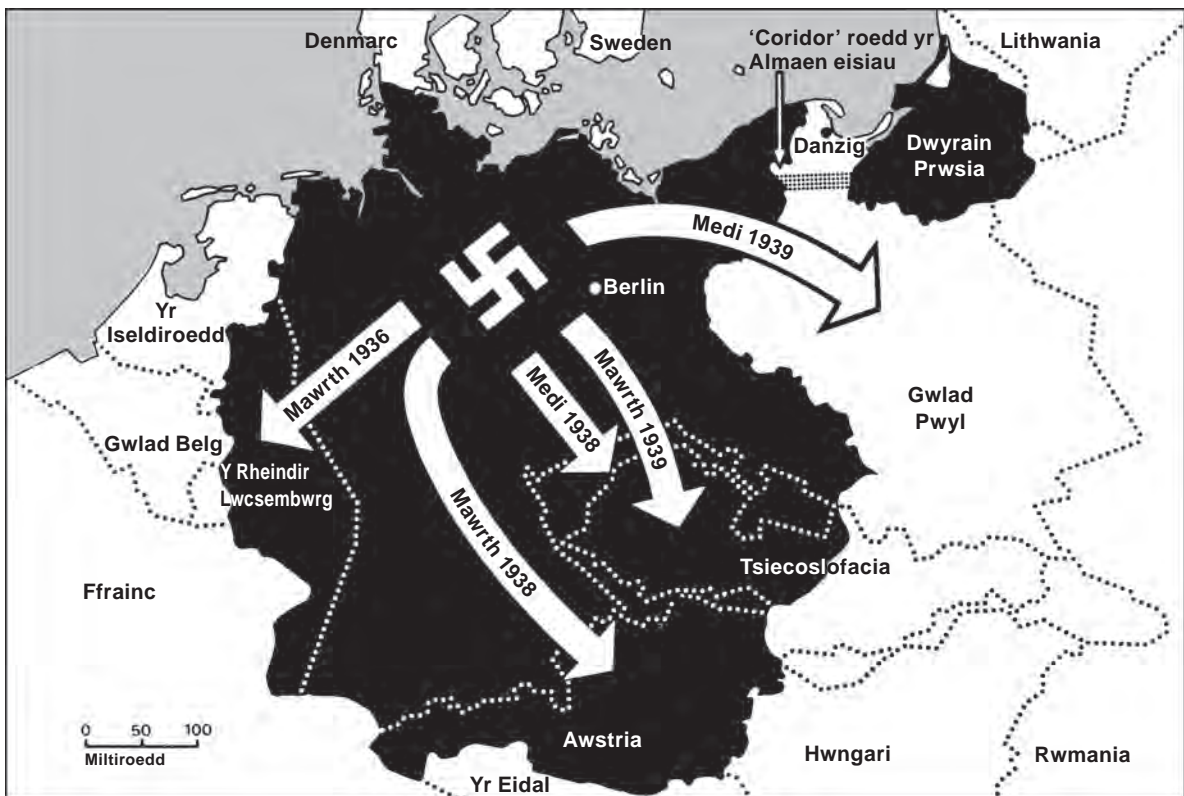 Denmarc
Sweden
‘Coridor’ roedd yr
Almaen eisiau
Lithwania
Danzig
Dwyrain
Prwsia
Medi 1939
Berlin
Yr
Iseldiroedd
Mawrth 1936
Medi 1938
Mawrth 1939
Gwlad
Pwyl
Gwlad Belg
Y Rheindir
Lwcsembwrg
Mawrth 1938
Tsiecoslofacia
Ffrainc
0 50 100
Miltiroedd
Awstria
Hwngari
Rwmania
Yr Eidal